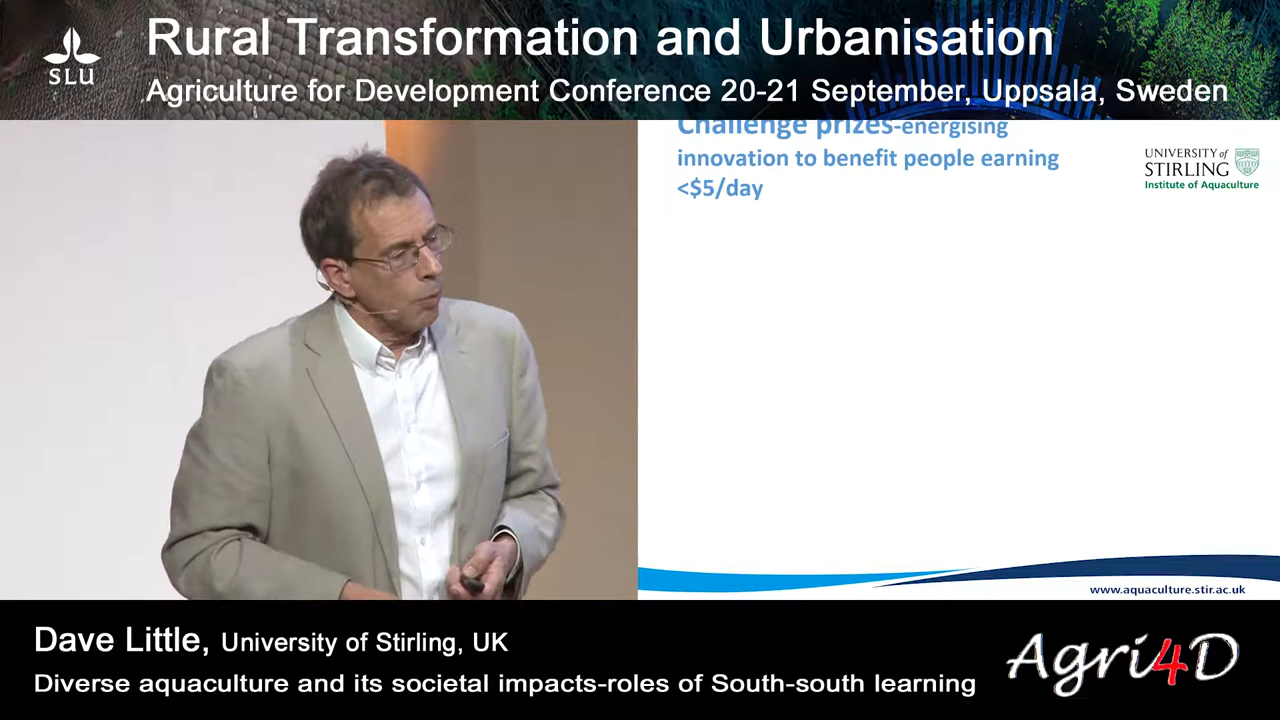 SLU
Rural Transformation and Urbanisation
Agriculture for Development Conference 20-21 September, Uppsala, Sweden
Challenge prizes-energising
innovation to benefit people earning
<$5/day
UNIVERSITY of
STIRLING
Institute of Aquaculture
www.aquaculture.stir.ac.uk
Dave Little, University of Stirling, UK
Diverse aquaculture and its societal impacts-roles of South-south learning
Agri4D